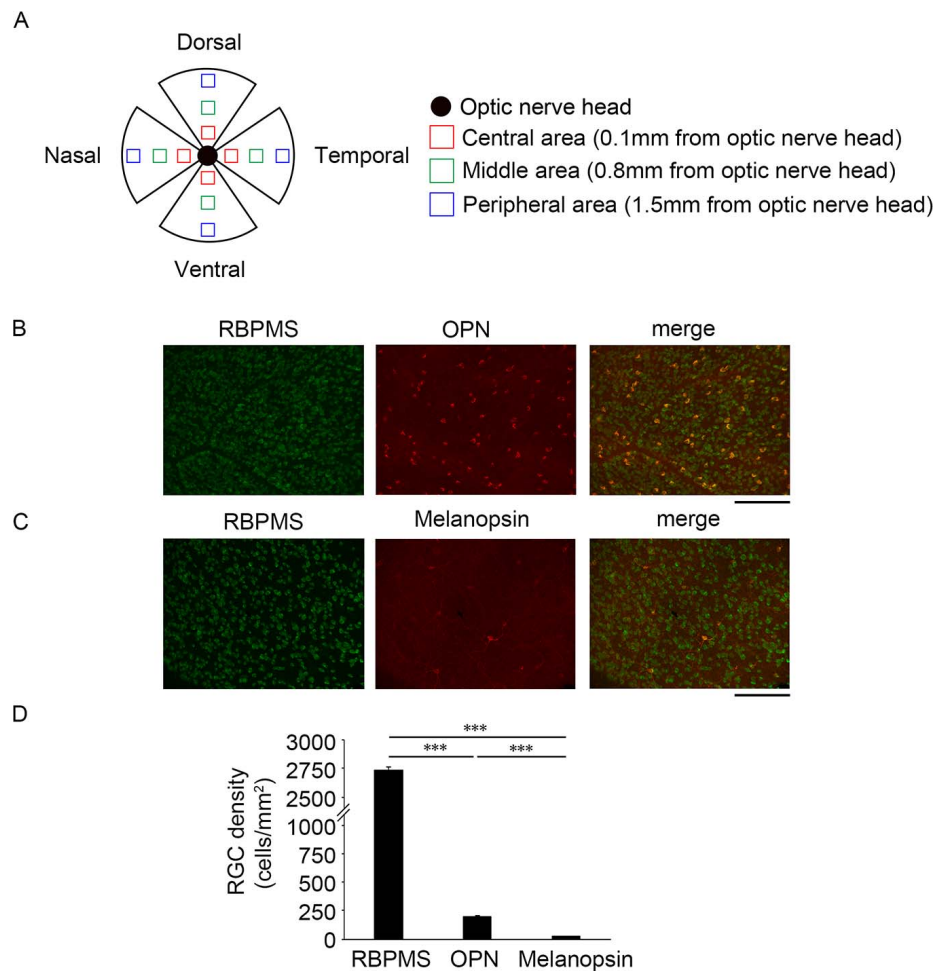 A
Dorsal
Nasal
Temporal
Ventral
Optic nerve head
Central area (0.1mm from optic nerve head)
Middle area (0.8mm from optic nerve head)
Peripheral area (1.5mm from optic nerve head)
B
RBPMS OPN merge
C
RBPMS Melanopsin merge
D
***
*** ***
RGC density
(cells/mm²)
3000
2750
2500
1000
750
500
250
0
RBPMS OPN Melanopsin